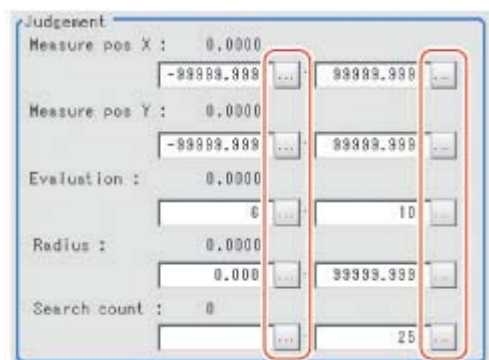 Judgement
Measure pos X : 0.0000
-99999.999 ... - 99999.999 ...
Measure pos Y : 0.0000
-99999.999 ... - 99999.999 ...
Evaluation : 0.0000
6 ... - 10 ...
Radius : 0.0000
0.000 ... - 99999.999 ...
Search count : 0
... - 25 ...